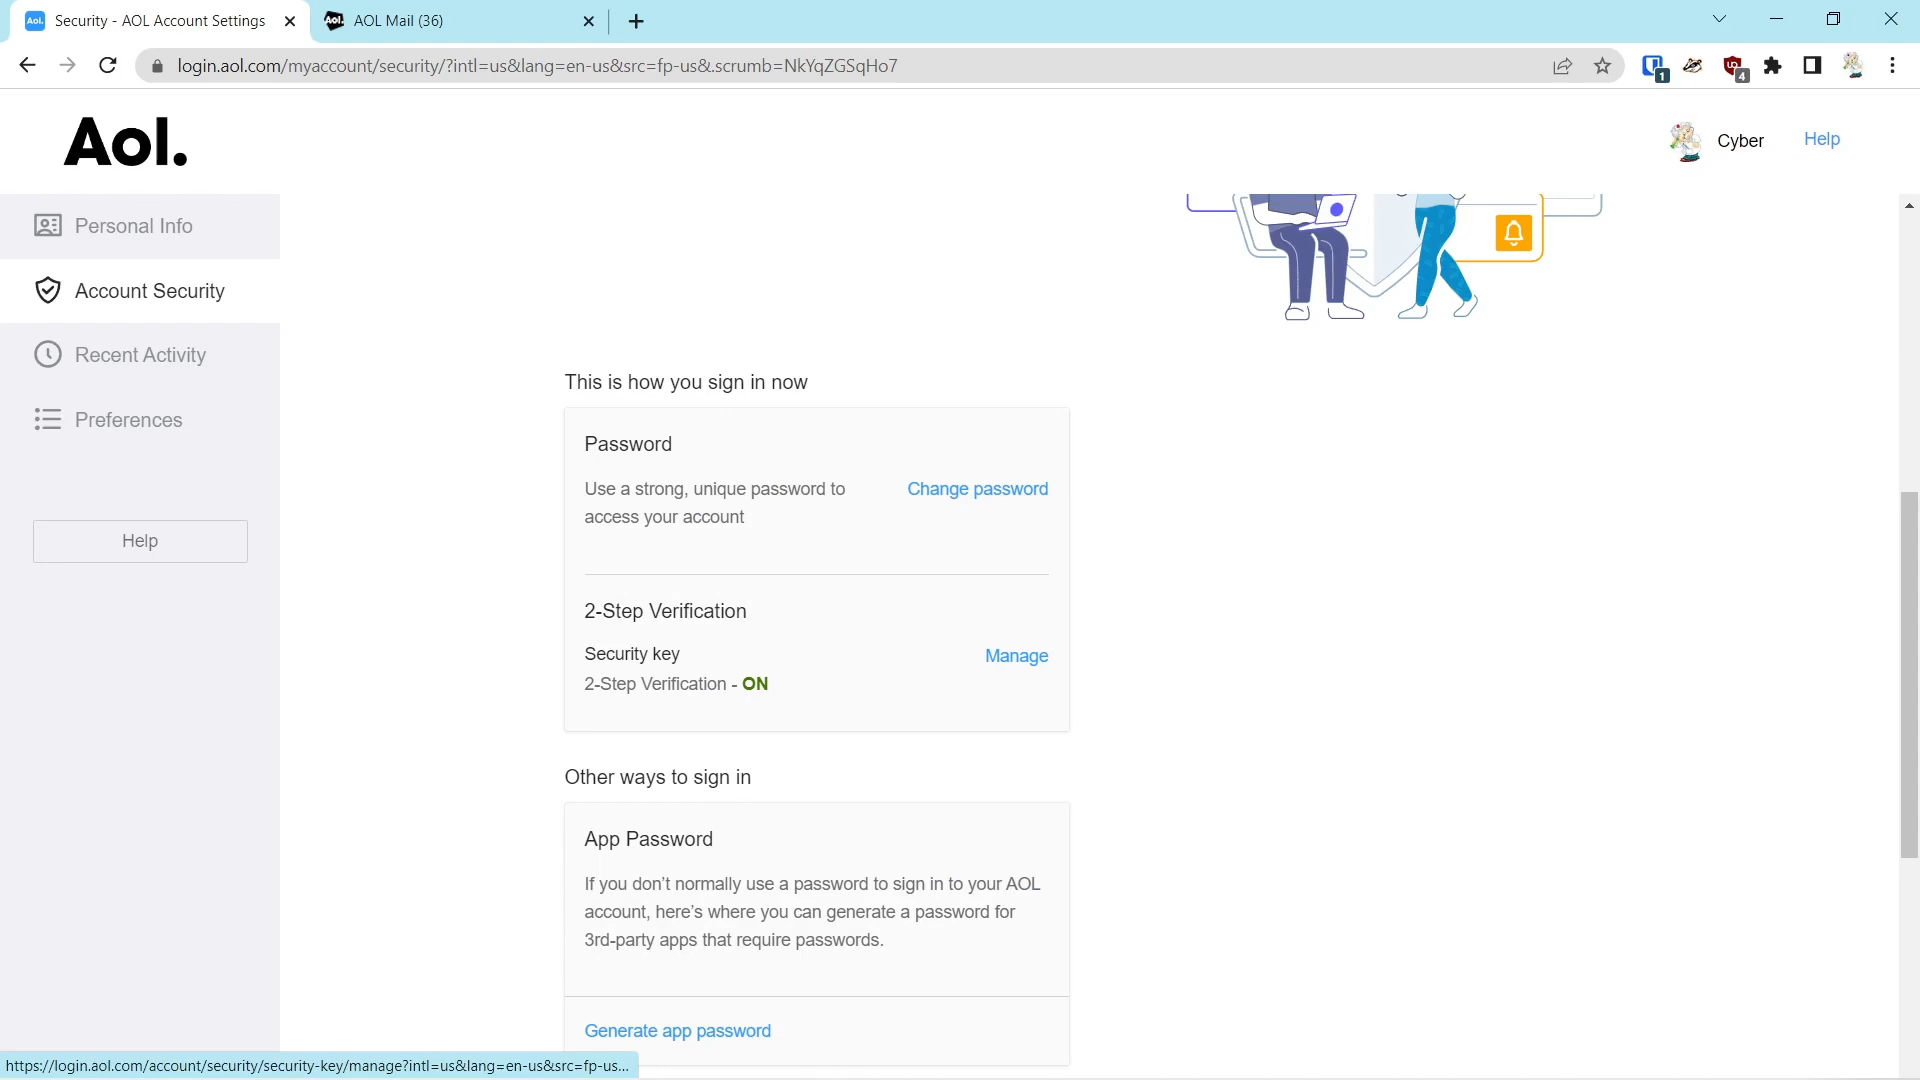 Aol.
Security - AOL Account Settings
Aol.
AOL Mail (36)
login.aol.com/myaccount/security/?intl=us&lang=en-us&src=fp-us&.scrumb=NkYqZGSqHo7
1
4
Aol.
Cyber
Help
Personal Info
Account Security
Recent Activity
Preferences
Help
This is how you sign in now
Password
Use a strong, unique password to
access your account
Change password
2-Step Verification
Security key
Manage
2-Step Verification - ON
Other ways to sign in
App Password
If you don’t normally use a password to sign in to your AOL
account, here’s where you can generate a password for
3rd-party apps that require passwords.
Generate app password
https://login.aol.com/account/security/security-key/manage?intl=us&lang=en-us&src=fp-us...